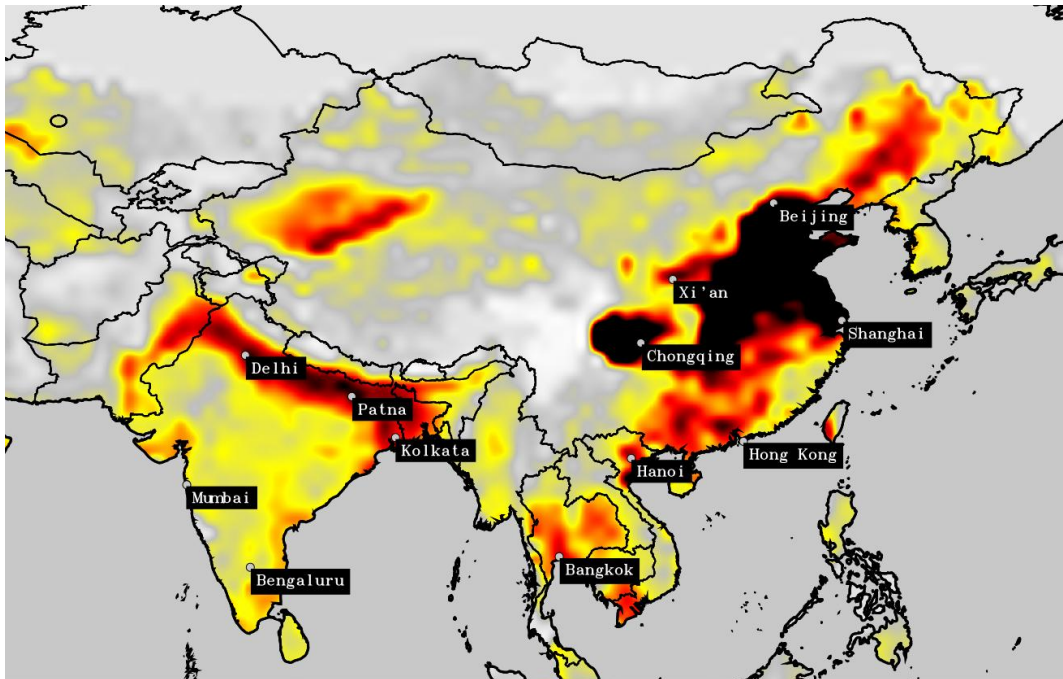 Beijing
Xi'an
Shanghai
Chongqing
Delhi
Patna
Kolkata
Hong Kong
Hanoi
Mumbai
Bangkok
Bengaluru